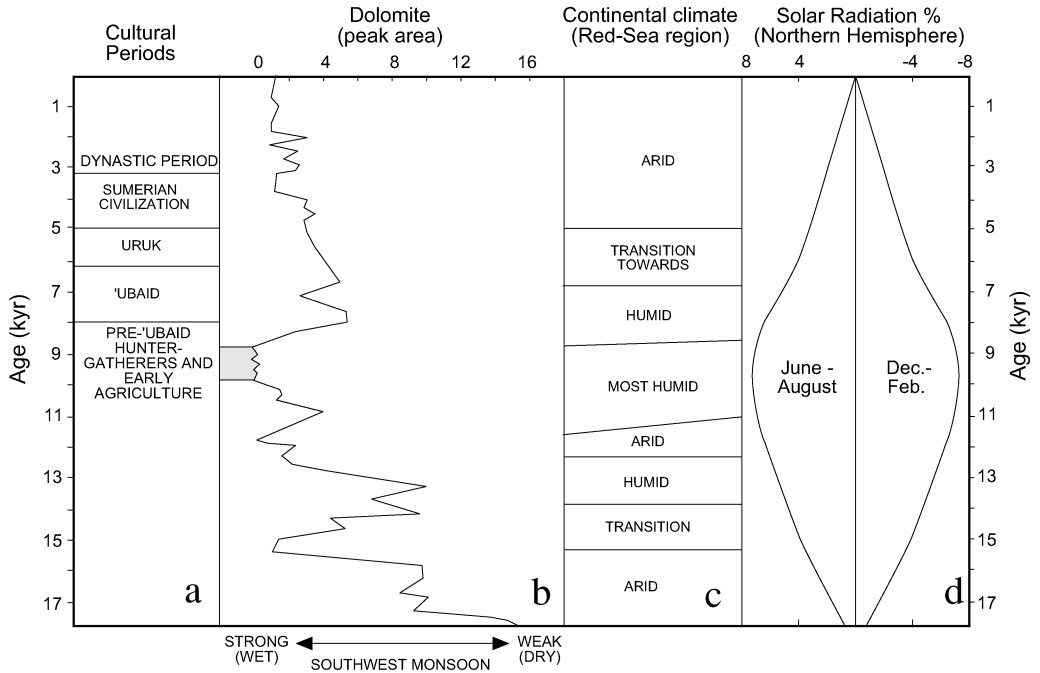 Cultural
Periods
Dolomite
(peak area)
Continental climate
(Red-Sea region)
Solar Radiation %
(Northern Hemisphere)
0 4 8 12 16
8 4 -4 -8
Age (kyr)
1
3
5
7
9
11
13
15
17
DYNASTIC PERIOD
SUMERIAN
CIVILIZATION
URUK
'UBAID
PRE-'UBAID
HUNTER-
GATHERERS AND
EARLY
AGRICULTURE
a
b
ARID
TRANSITION
TOWARDS
HUMID
MOST HUMID
ARID
HUMID
TRANSITION
ARID
c
June -
August
Dec.-
Feb.
d
1
3
5
7
9
11
13
15
17
Age (kyr)
STRONG
(WET)
WEAK
(DRY)
SOUTHWEST MONSOON